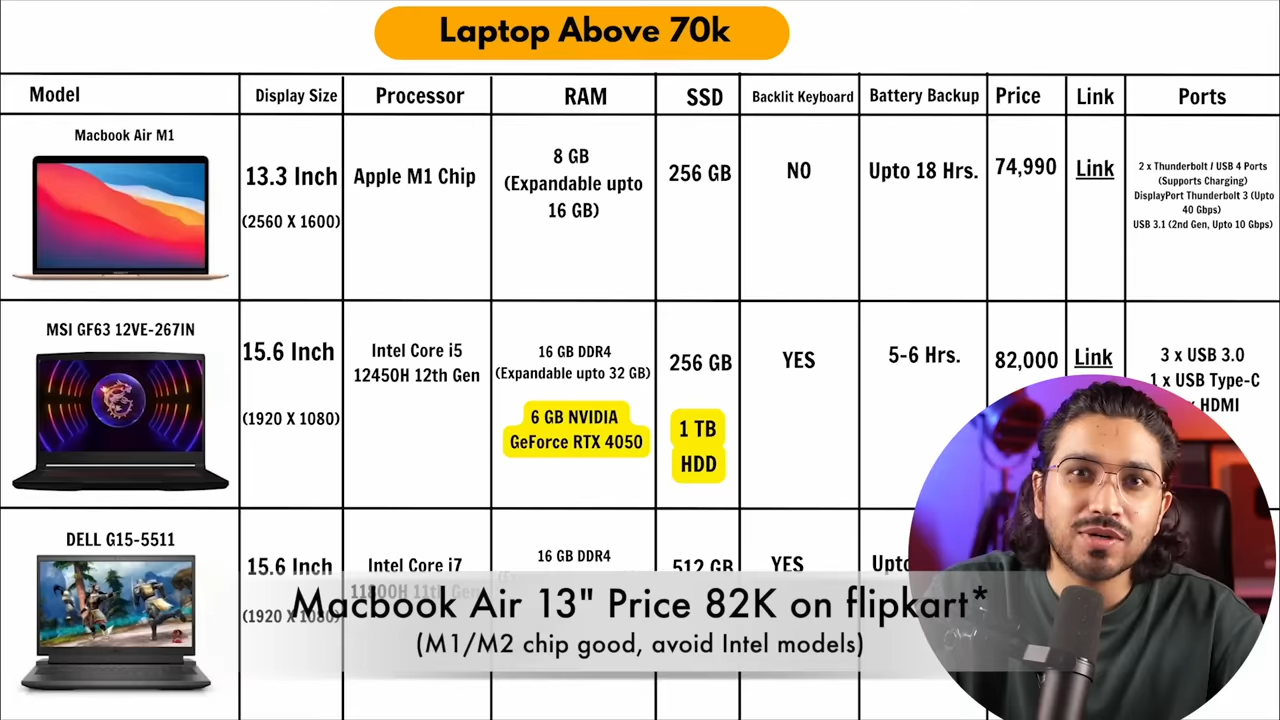 Laptop Above 70k
Model
Display Size
Processor
RAM
SSD
Backlit Keyboard
Battery Backup
Price
Link
Ports
Macbook Air M1
13.3 Inch
(2560 X 1600)
Apple M1 Chip
8 GB
(Expandable upto
16 GB)
256 GB
NO
Upto 18 Hrs.
74,990
Link
2 x Thunderbolt / USB 4 Ports
(Supports Charging)
DisplayPort Thunderbolt 3 (Upto
40 Gbps)
USB 3.1 (2nd Gen, Upto 10 Gbps)
MSI GF63 12VE-267IN
15.6 Inch
(1920 X 1080)
Intel Core i5
12450H 12th Gen
16 GB DDR4
(Expandable upto 32 GB)
6 GB NVIDIA
GeForce RTX 4050
256 GB
1 TB
HDD
YES
5-6 Hrs.
82,000
Link
3 x USB 3.0
1 x USB Type-C
HDMI
DELL G15-5511
15.6 Inch
(1920 X 1080)
Intel Core i7
11800H 11th Gen
16 GB DDR4
512 GB
YES
Upto
Macbook Air 13" Price 82K on flipkart*
(M1/M2 chip good, avoid Intel models)